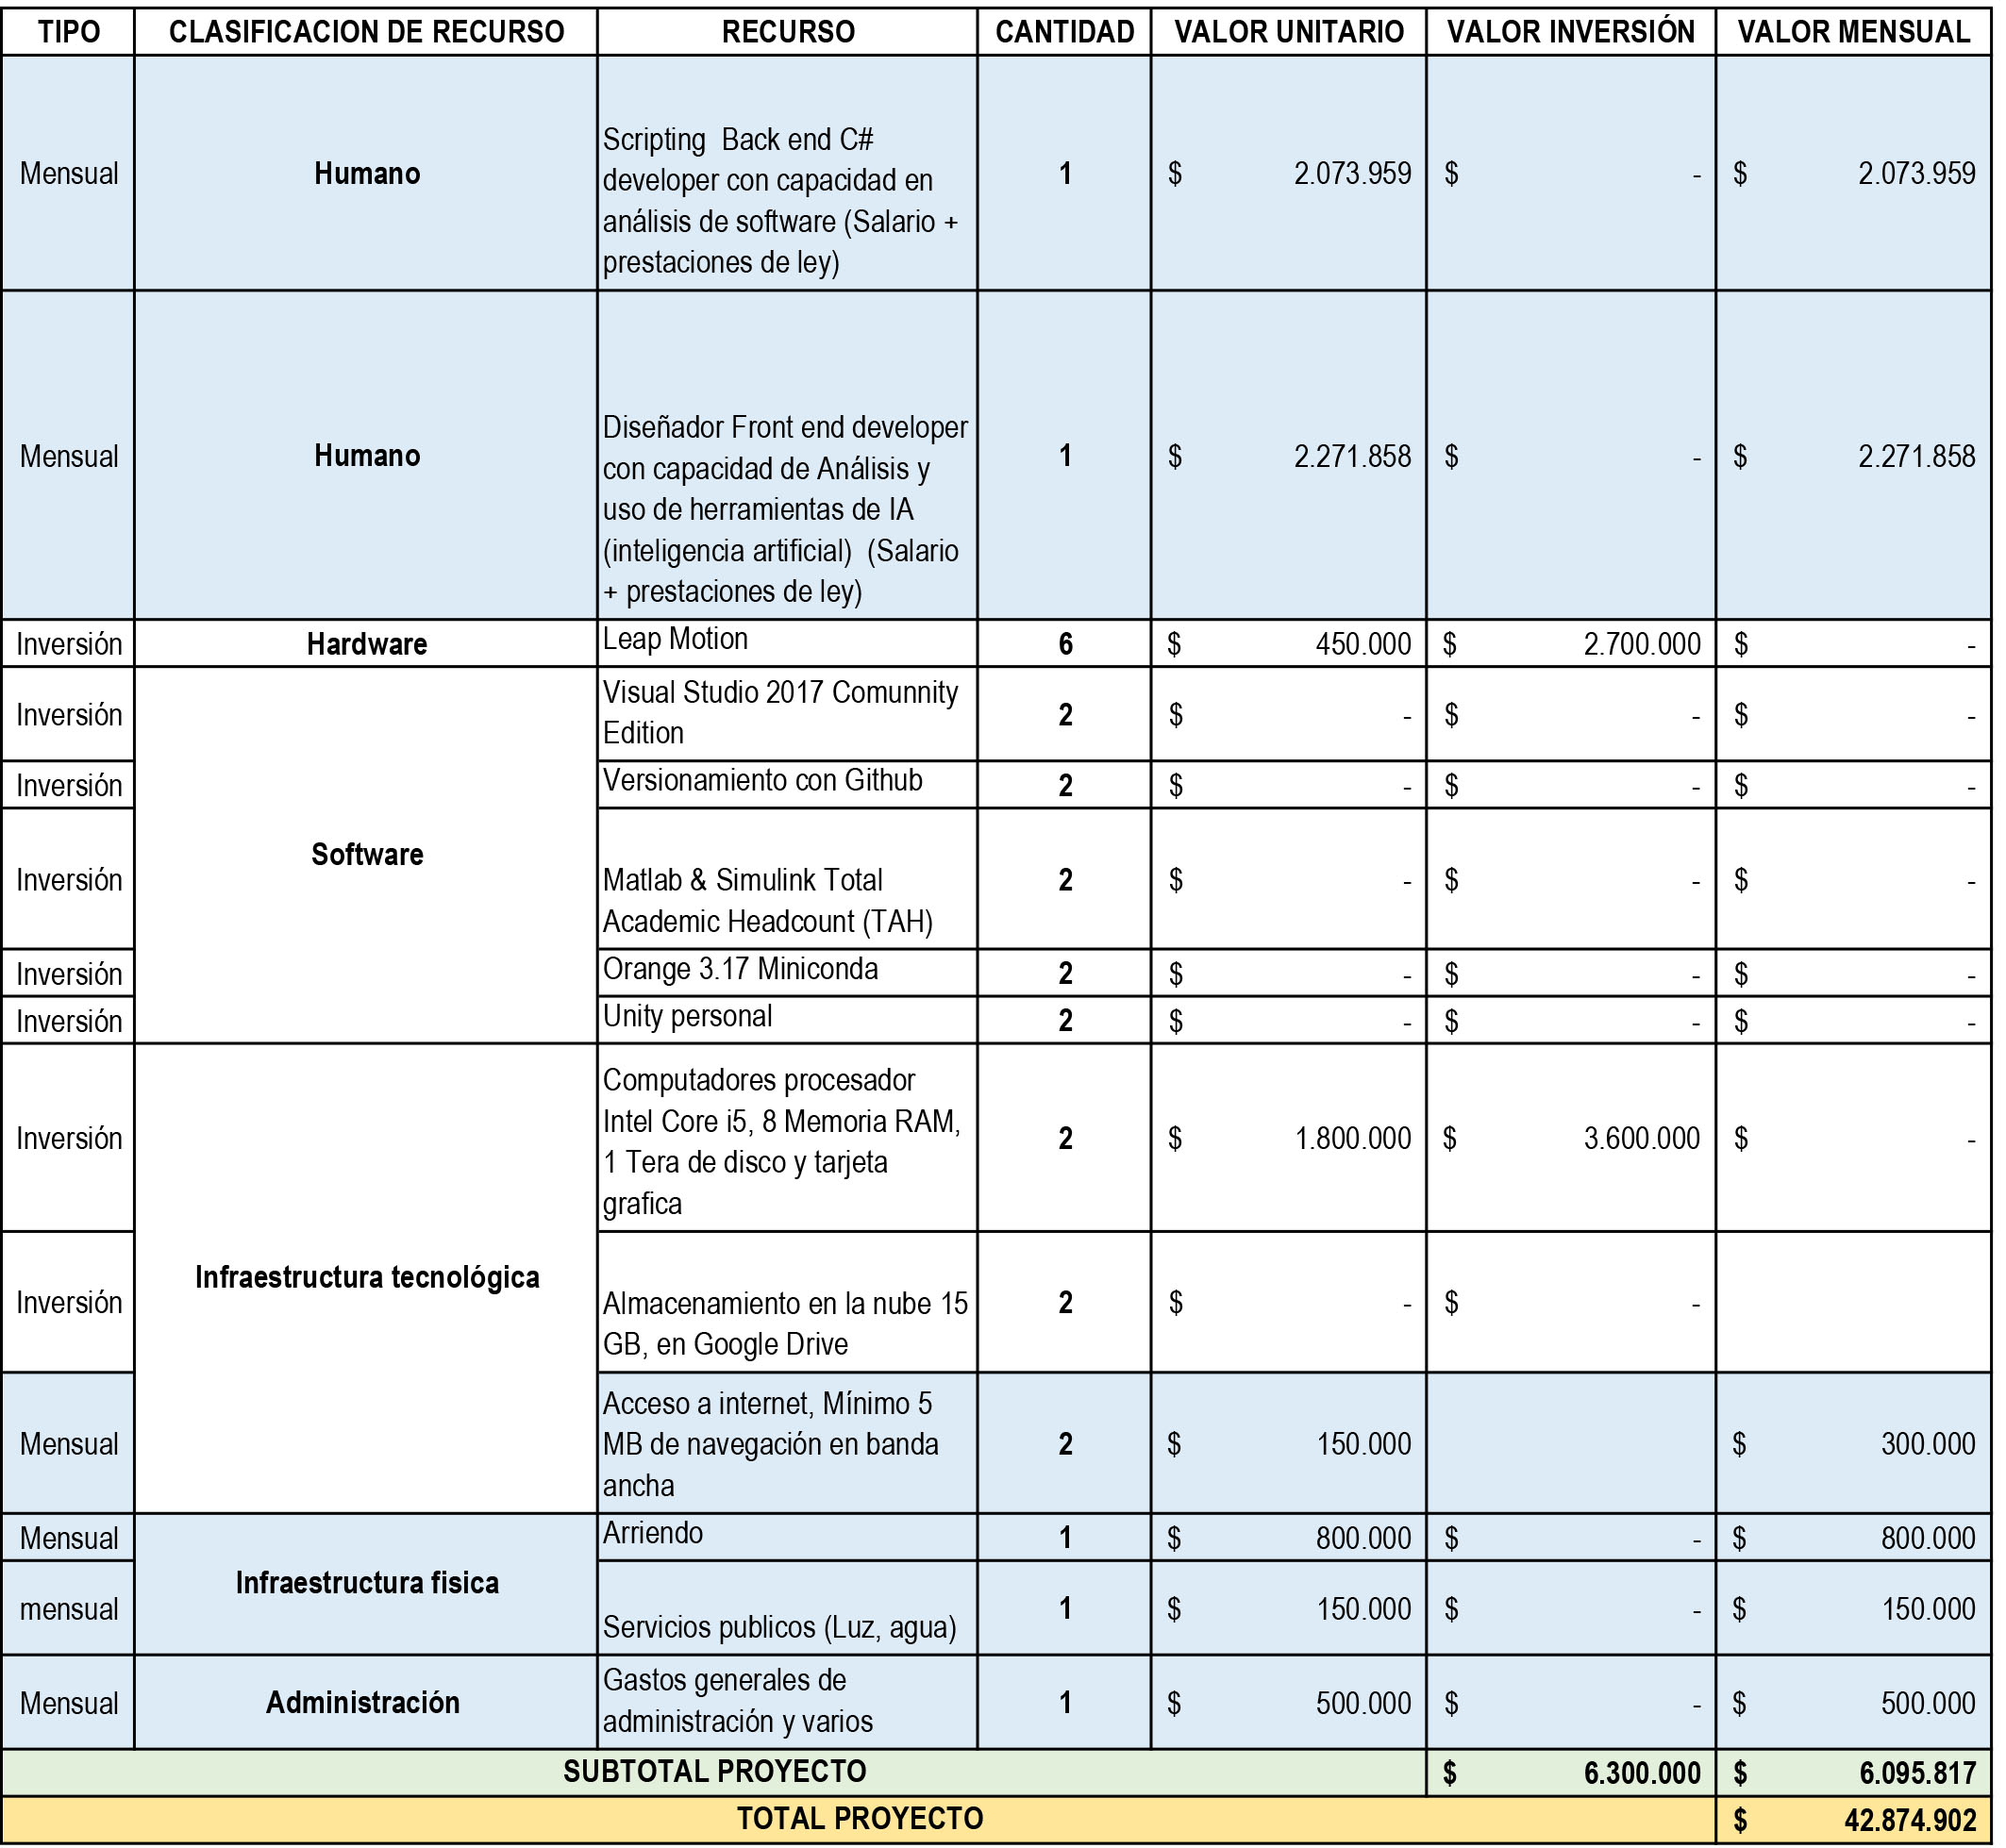 TIPO CLASIFICACION DE RECURSO RECURSO CANTIDAD VALOR UNITARIO VALOR INVERSIÓN VALOR MENSUAL
Mensual Humano
Scripting  Back end C#
developer con capacidad en
análisis de software (Salario +
prestaciones de ley)
1 $ 2.073.959 $ - $ 2.073.959
Mensual Humano
Diseñador Front end developer
con capacidad de Análisis y
uso de herramientas de IA
(inteligencia artificial)  (Salario
+ prestaciones de ley)
1 $ 2.271.858 $ - $ 2.271.858
Inversión Hardware Leap Motion 6 $ 450.000 $ 2.700.000 $ -
Software
Inversión
Visual Studio 2017 Comunnity
Edition
2 $ - $ - $ -
Inversión Versionamiento con Github 2 $ - $ - $ -
Inversión
Matlab & Simulink Total
Academic Headcount (TAH)
2 $ - $ - $ -
Inversión Orange 3.17 Miniconda 2 $ - $ - $ -
Inversión Unity personal 2 $ - $ - $ -
Infraestructura tecnológica
Inversión
Computadores procesador
Intel Core i5, 8 Memoria RAM,
1 Tera de disco y tarjeta
grafica
2 $ 1.800.000 $ 3.600.000 $ -
Inversión
Almacenamiento en la nube 15
GB, en Google Drive
2 $ - $ -
Mensual
Acceso a internet, Mínimo 5
MB de navegación en banda
ancha
2 $ 150.000 $ 300.000
Infraestructura fisica
Mensual Arriendo 1 $ 800.000 $ - $ 800.000
mensual Servicios publicos (Luz, agua) 1 $ 150.000 $ - $ 150.000
Mensual Administración
Gastos generales de
administración y varios
1 $ 500.000 $ - $ 500.000
SUBTOTAL PROYECTO $ 6.300.000 $ 6.095.817
TOTAL PROYECTO $ 42.874.902